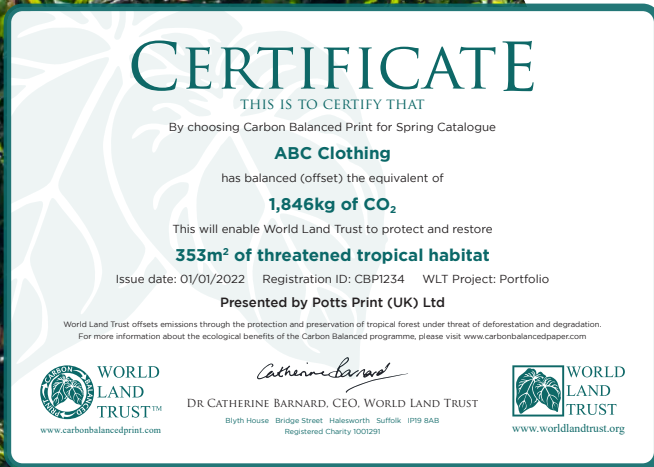 CERTIFICATE
THIS IS TO CERTIFY THAT
By choosing Carbon Balanced Print for Spring Catalogue
ABC Clothing
has balanced (offset) the equivalent of
1,846kg of CO₂
This will enable World Land Trust to protect and restore
353m² of threatened tropical habitat
Issue date: 01/01/2022 Registration ID: CBP1234 WLT Project: Portfolio
Presented by Potts Print (UK) Ltd
World Land Trust offsets emissions through the protection and preservation of tropical forest under threat of deforestation and degradation.
For more information about the ecological benefits of the Carbon Balanced programme, please visit www.carbonbalancedpaper.com
CARBON BALANCED PRINT
WORLD
LAND
TRUST™
www.carbonbalancedprint.com
Catherine Barnard
DR CATHERINE BARNARD, CEO, WORLD LAND TRUST
Blyth House Bridge Street Halesworth Suffolk IP19 8AB
Registered Charity 1001291
WORLD
LAND
TRUST
www.worldlandtrust.org